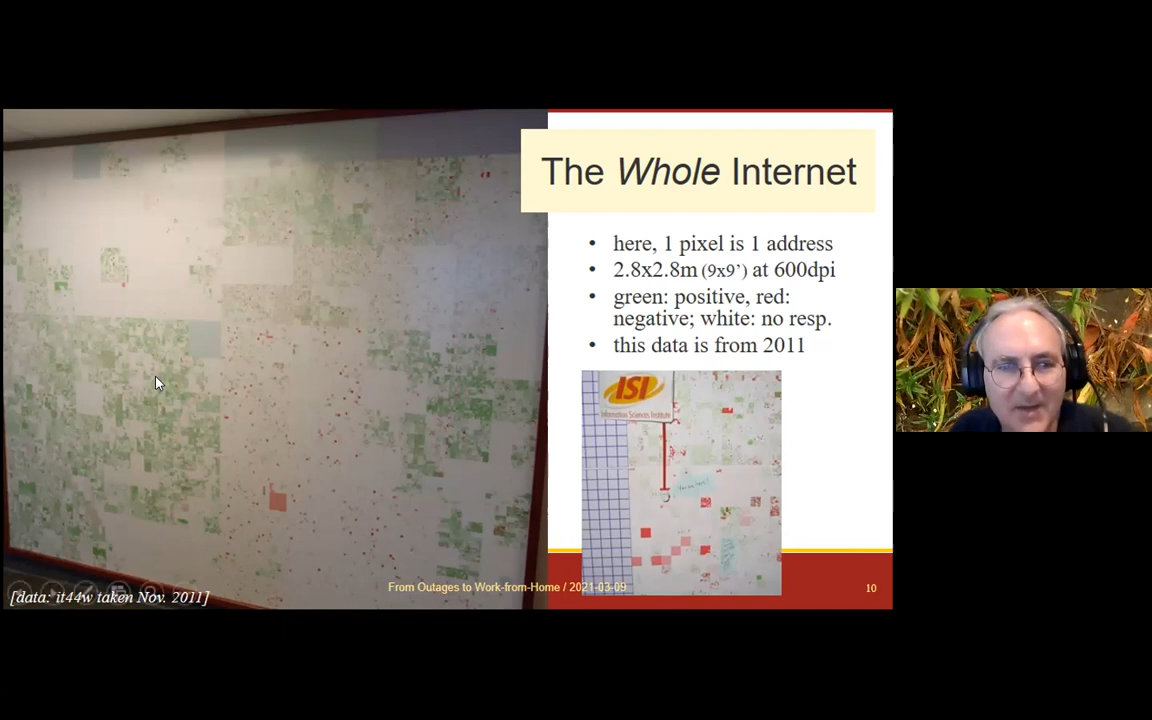 The Whole Internet
• here, 1 pixel is 1 address
• 2.8x2.8m (9x9’) at 600dpi
• green: positive, red:
negative; white: no resp.
• this data is from 2011
ISI
Information Sciences Institute
From Outages to Work-from-Home / 2021-03-09
10
[data: it44w taken Nov. 2011]